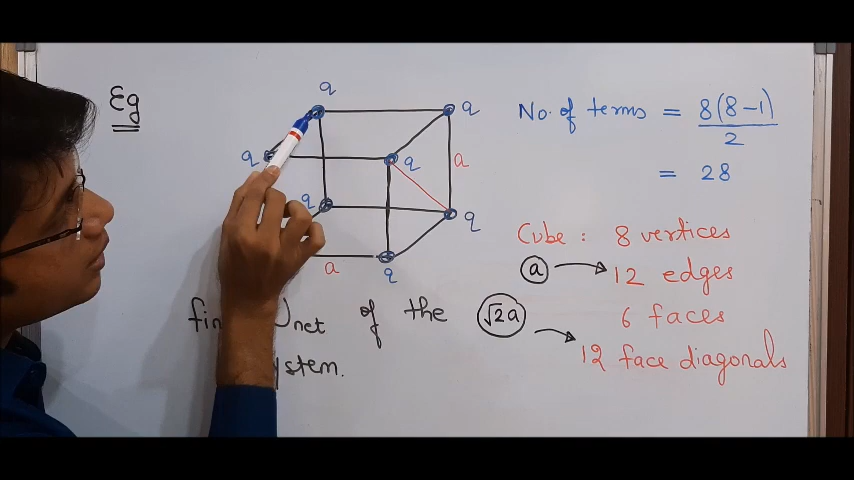 Eg
q
q
q
q
a
q
q
a
q
No. of terms = 8(8-1)
2
= 28
Cube : 8 vertices
a → 12 edges
6 faces
√2a → 12 face diagonals
net of the
system.